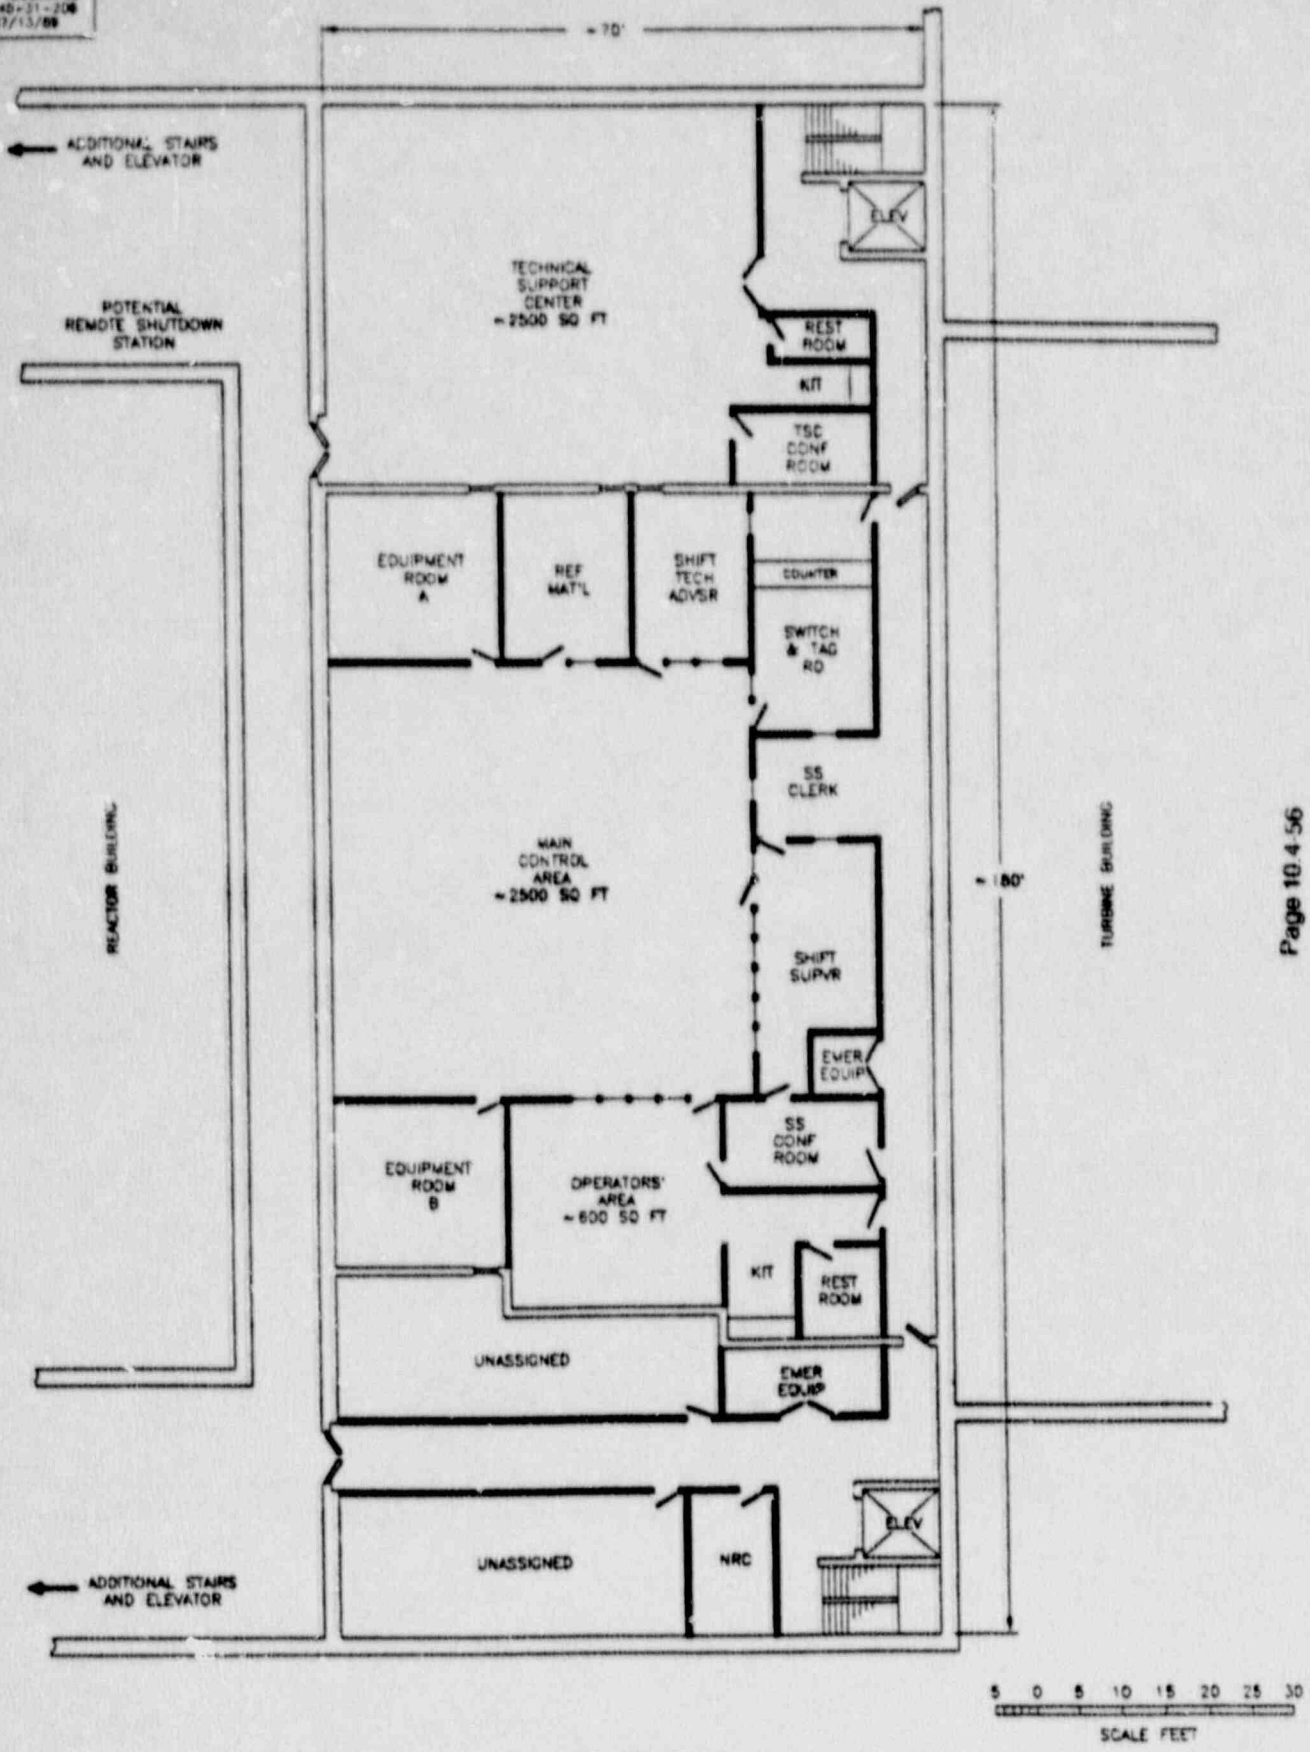 7/13/89
~70'
ADDITIONAL STAIRS
AND ELEVATOR
ELEV
TECHNICAL
SUPPORT
CENTER
~2500 SQ FT
POTENTIAL
REMOTE SHUTDOWN
STATION
REST
ROOM
KIT
TSC
CONF
ROOM
EQUIPMENT
ROOM
A
REF
MAT'L
SHIFT
TECH
ADVSR
COUNTER
SWITCH
& TAG
RO
SS
CLERK
REACTOR BUILDING
MAIN
CONTROL
AREA
~2500 SQ FT
~180'
TURBINE BUILDING
Page 10.4-56
SHIFT
SUPVR
EMER
EQUIP
SS
CONF
ROOM
EQUIPMENT
ROOM
B
OPERATORS'
AREA
~600 SQ FT
KIT
REST
ROOM
UNASSIGNED
EMER
EQUIP
ELEV
UNASSIGNED
NRC
ADDITIONAL STAIRS
AND ELEVATOR
5 0 5 10 15 20 25 30
SCALE FEET